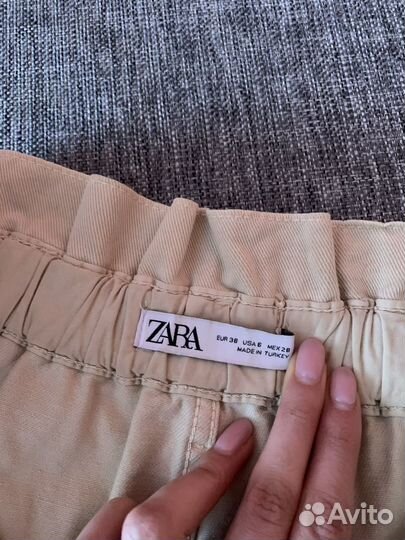 ZARA
EUR 38 USA 6 MEX 28
MADE IN TURKEY
Avito